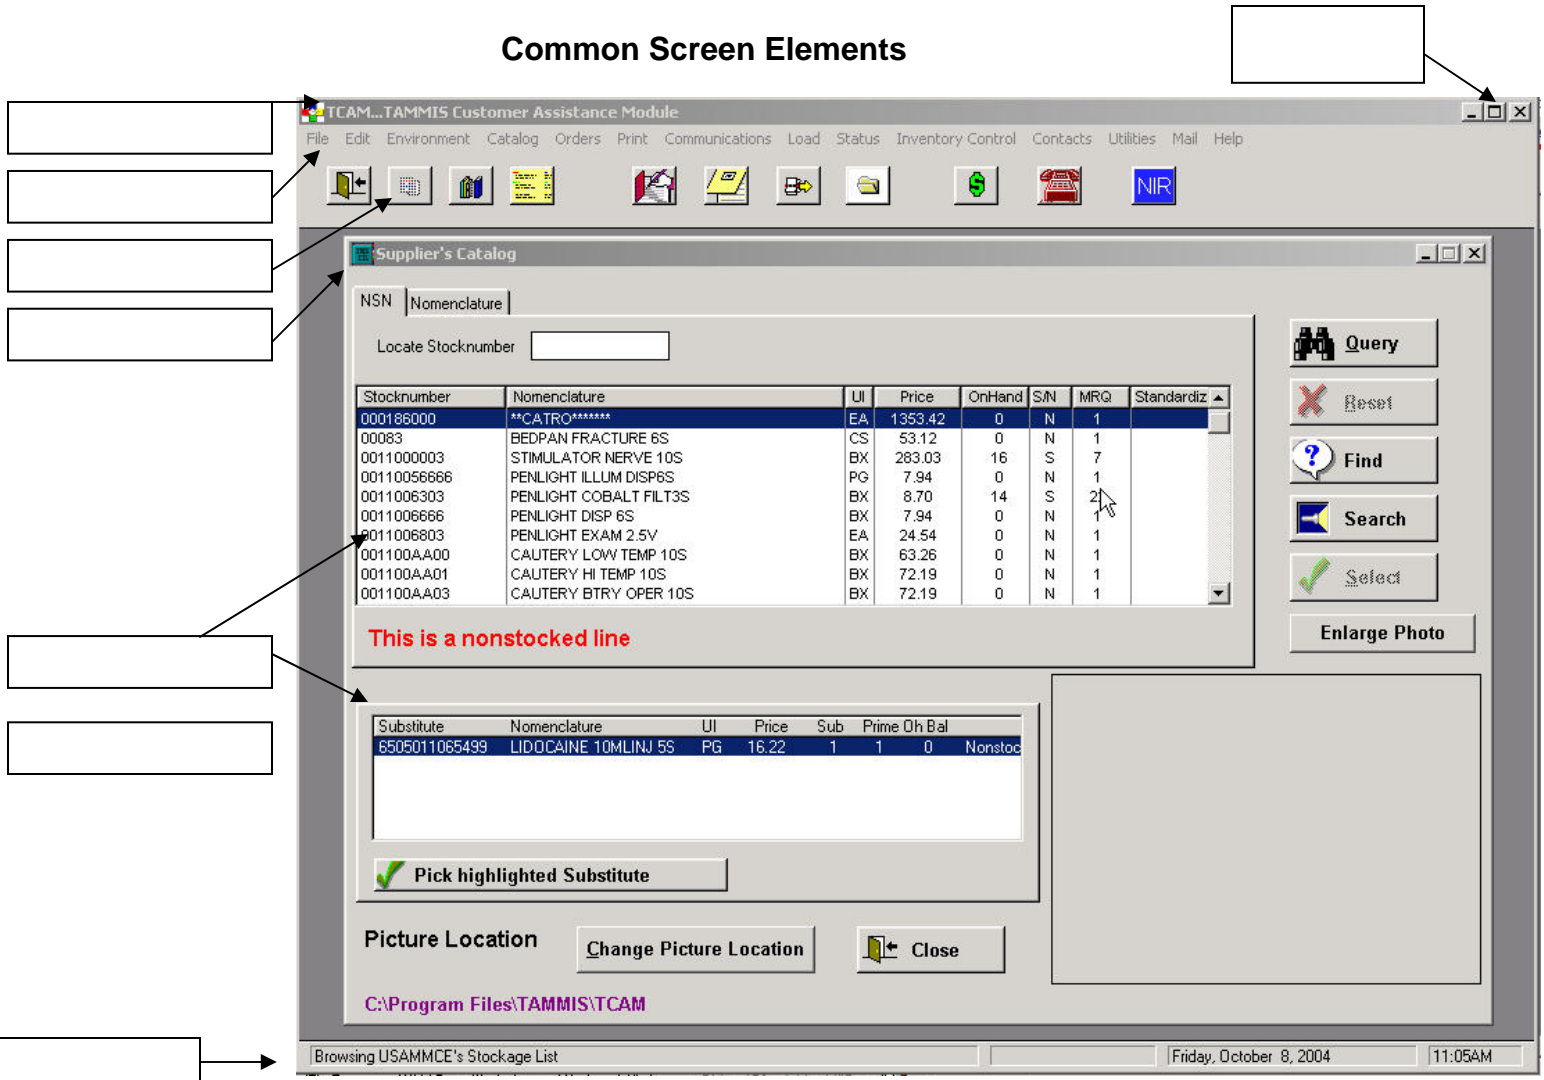 Common Screen Elements
TCAM...TAMMIS Customer Assistance Module
File Edit Environment Catalog Orders Print Communications Load Status Inventory Control Contacts Utilities Mail Help
NIR
Supplier's Catalog
NSN Nomenclature
Locate Stocknumber
Query
Reset
Find
Search
Select
Enlarge Photo
Stocknumber Nomenclature UI Price OnHand S/N MRQ Standardiz
000186000 **CATRO******* EA 1353.42 0 N 1
00083 BEDPAN FRACTURE 6S CS 53.12 0 N 1
0011000003 STIMULATOR NERVE 10S BX 283.03 16 S 7
00110056666 PENLIGHT ILLUM DISP6S PG 7.94 0 N 1
0011006303 PENLIGHT COBALT FILT3S BX 8.70 14 S
0011006666 PENLIGHT DISP 6S BX 7.94 0 N 1
0011006803 PENLIGHT EXAM 2.5V EA 24.54 0 N 1
001100AA00 CAUTERY LOW TEMP 10S BX 63.26 0 N 1
001100AA01 CAUTERY HI TEMP 10S BX 72.19 0 N 1
001100AA03 CAUTERY BTRY OPER 10S BX 72.19 0 N 1
This is a nonstocked line
Substitute Nomenclature UI Price Sub Prime Oh Bal
6505011065499 LIDOCAINE 10MLINJ 5S PG 16.22 1 1 0 Nonstoc
Pick highlighted Substitute
Picture Location
Change Picture Location
Close
C:\Program Files\TAMMIS\TCAM
Browsing USAMMCE's Stockage List Friday, October 8, 2004 11:05AM